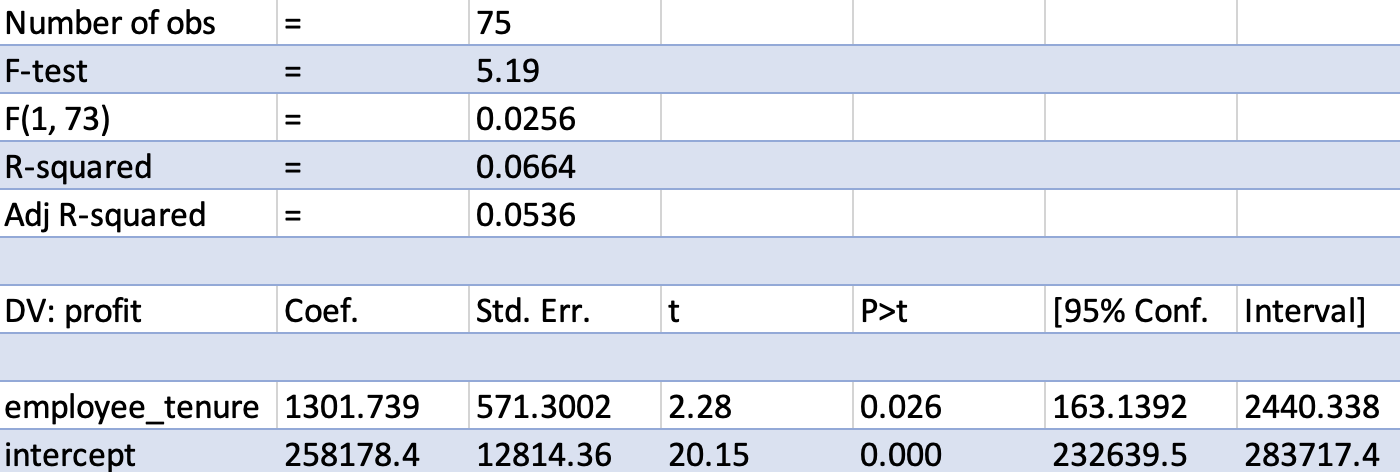 Number of obs = 75
F-test = 5.19
F(1, 73) = 0.0256
R-squared = 0.0664
Adj R-squared = 0.0536
DV: profit Coef. Std. Err. t P>t [95% Conf. Interval]
employee_tenure 1301.739 571.3002 2.28 0.026 163.1392 2440.338
intercept 258178.4 12814.36 20.15 0.000 232639.5 283717.4